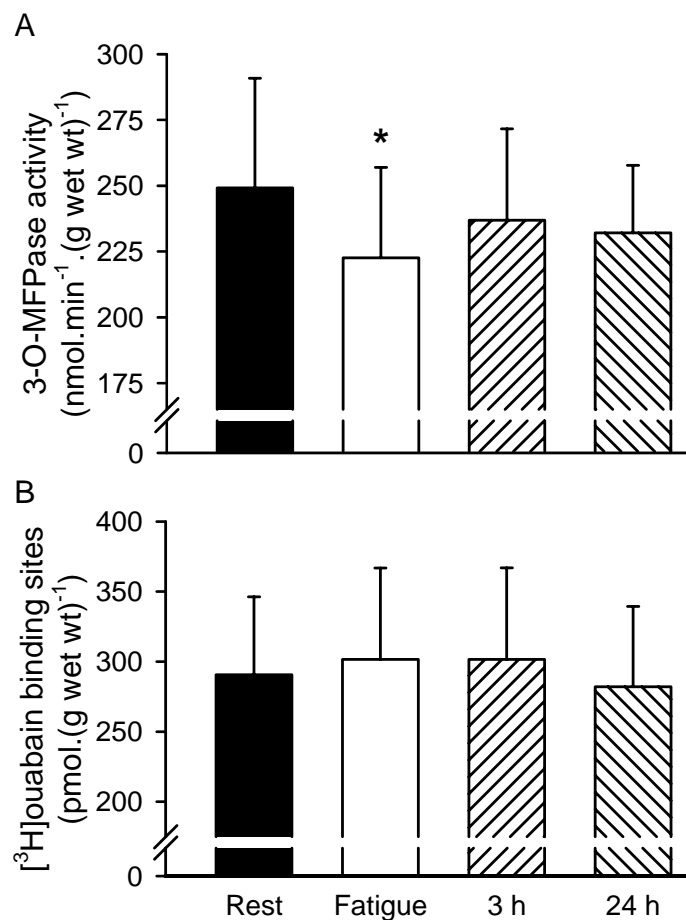 A
3-O-MFPase activity
(nmol.min⁻¹.(g wet wt)⁻¹)
300
275
250
225
200
175
0
*
B
[³H]ouabain binding sites
(pmol.(g wet wt)⁻¹)
400
350
300
250
200
0
Rest Fatigue 3 h 24 h